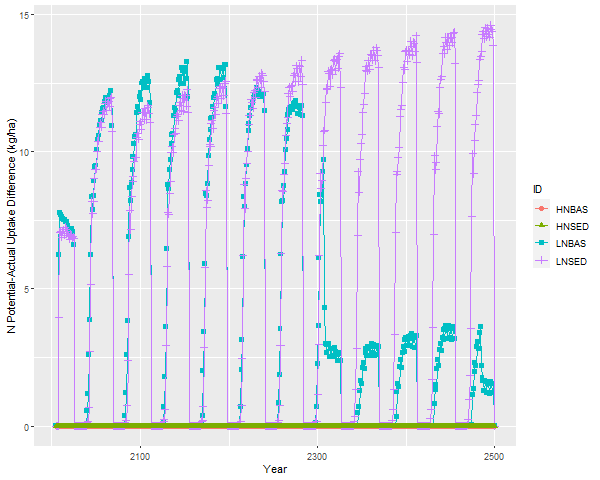 15
10
5
0
N Potential-Actual Uptake Difference (kg/ha)
2100
2300
2500
Year
ID
HNBAS
HNSED
LNBAS
LNSED